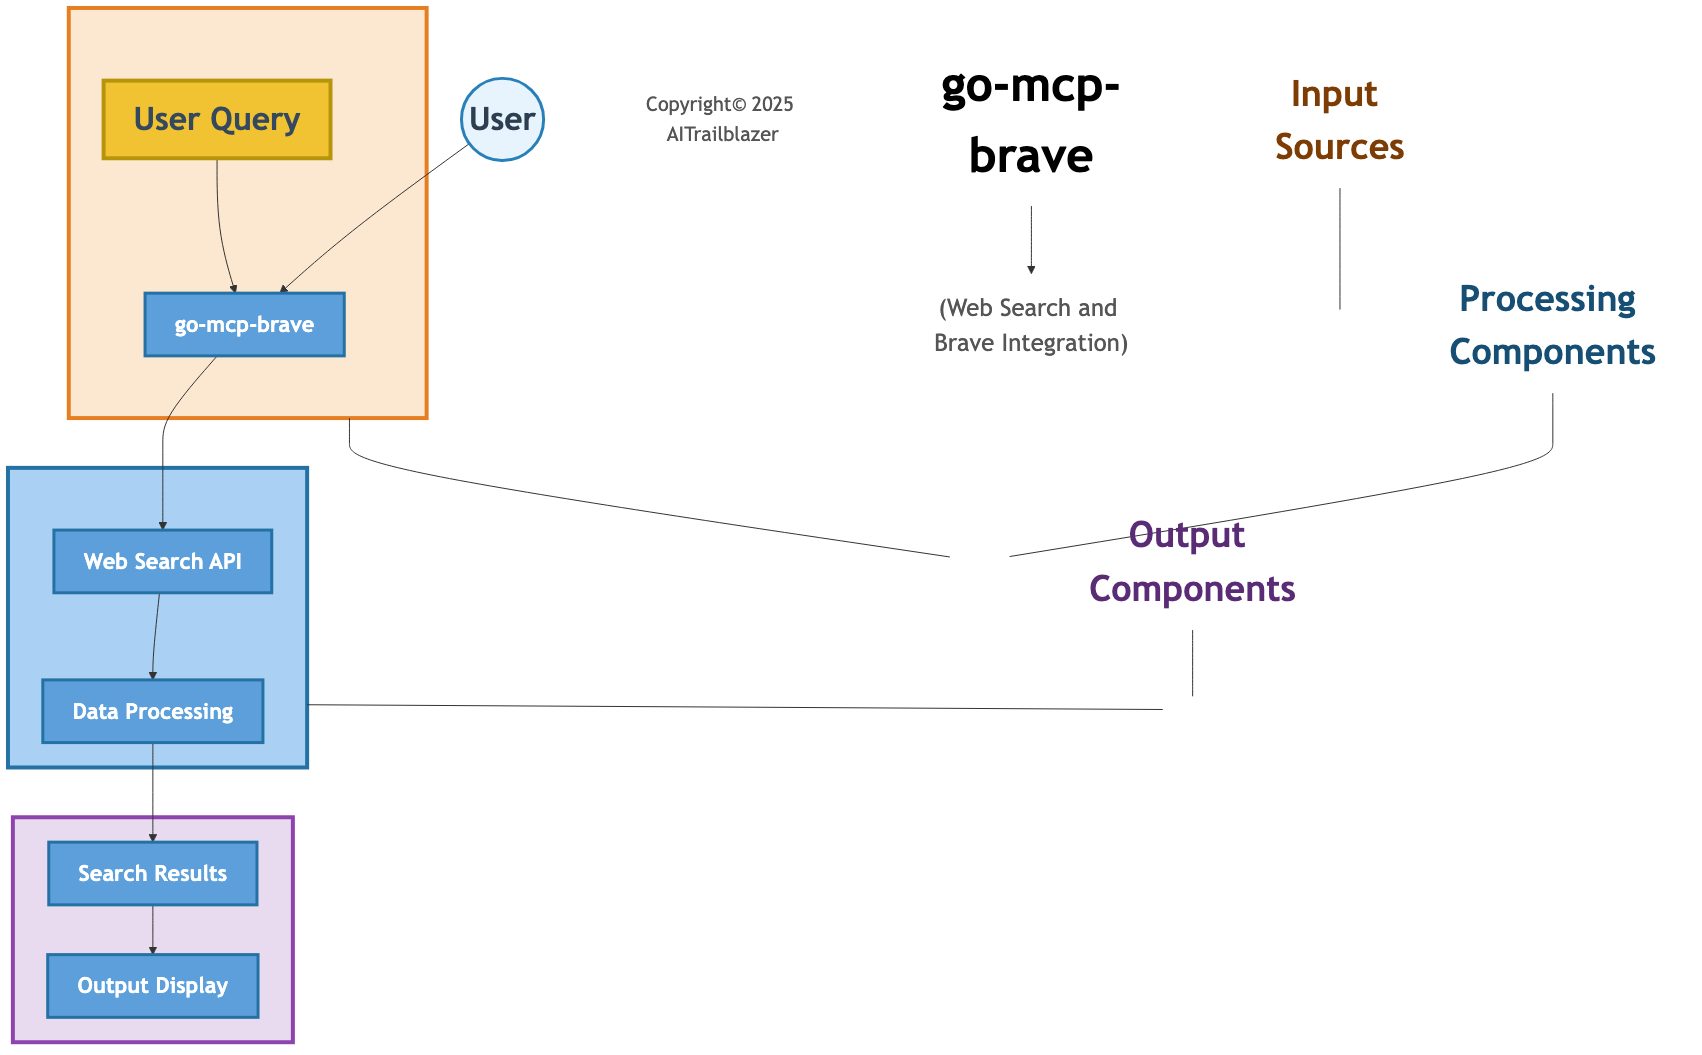 User Query
User
Copyright© 2025
AITrailblazer
go-mcp-
brave
Input
Sources
go-mcp-brave
(Web Search and
Brave Integration)
Processing
Components
Web Search API
Output
Components
Data Processing
Search Results
Output Display